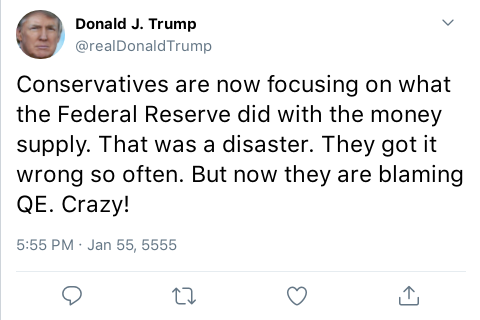 Donald J. Trump
@realDonaldTrump
Conservatives are now focusing on what
the Federal Reserve did with the money
supply. That was a disaster. They got it
wrong so often. But now they are blaming
QE. Crazy!
5:55 PM · Jan 55, 5555